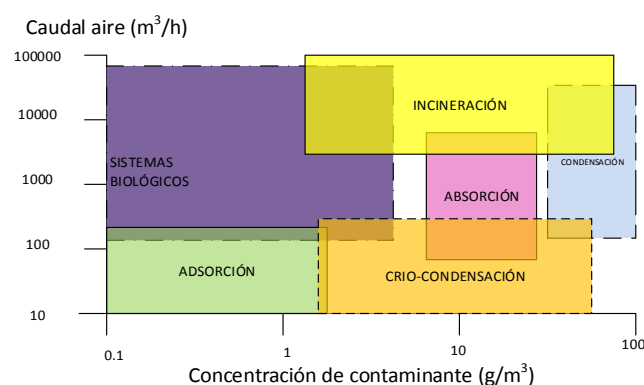 Caudal aire (m³/h)
100000
10000
1000
100
10
INCINERACIÓN
SISTEMAS
BIOLÓGICOS
CONDENSACIÓN
ABSORCIÓN
ADSORCIÓN
CRIO-CONDENSACIÓN
0.1
1
10
100
Concentración de contaminante (g/m³)